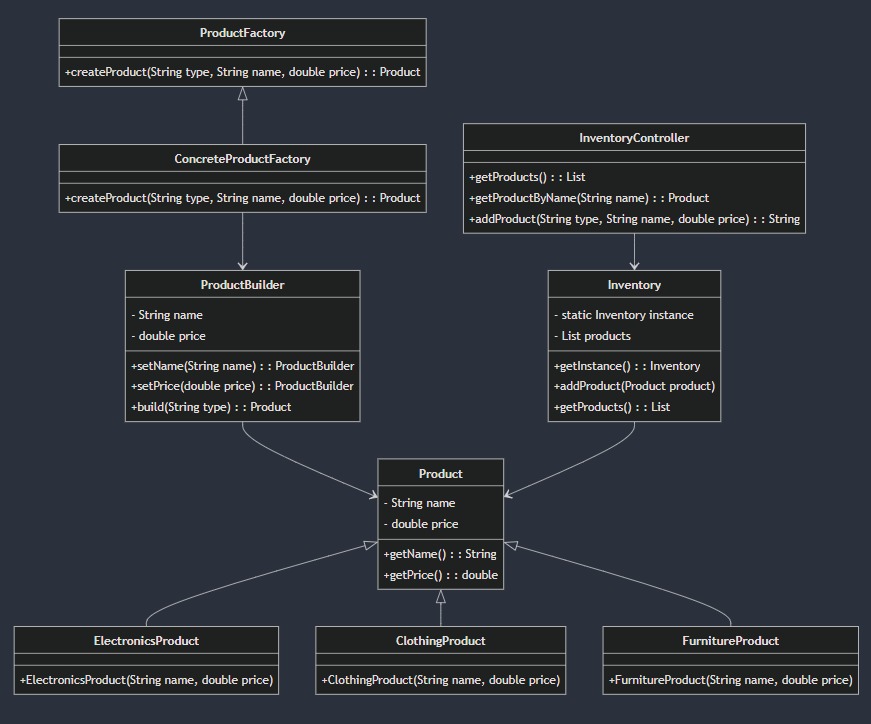 ProductFactory
+createProduct(String type, String name, double price) : : Product
ConcreteProductFactory
+createProduct(String type, String name, double price) : : Product
InventoryController
+getProducts() : : List
+getProductByName(String name) : : Product
+addProduct(String type, String name, double price) : : String
ProductBuilder
- String name
- double price
+setName(String name) : : ProductBuilder
+setPrice(double price) : : ProductBuilder
+build(String type) : : Product
Inventory
- static Inventory instance
- List products
+getInstance() : : Inventory
+addProduct(Product product)
+getProducts() : : List
Product
- String name
- double price
+getName() : : String
+getPrice() : : double
ElectronicsProduct
+ElectronicsProduct(String name, double price)
ClothingProduct
+ClothingProduct(String name, double price)
FurnitureProduct
+FurnitureProduct(String name, double price)